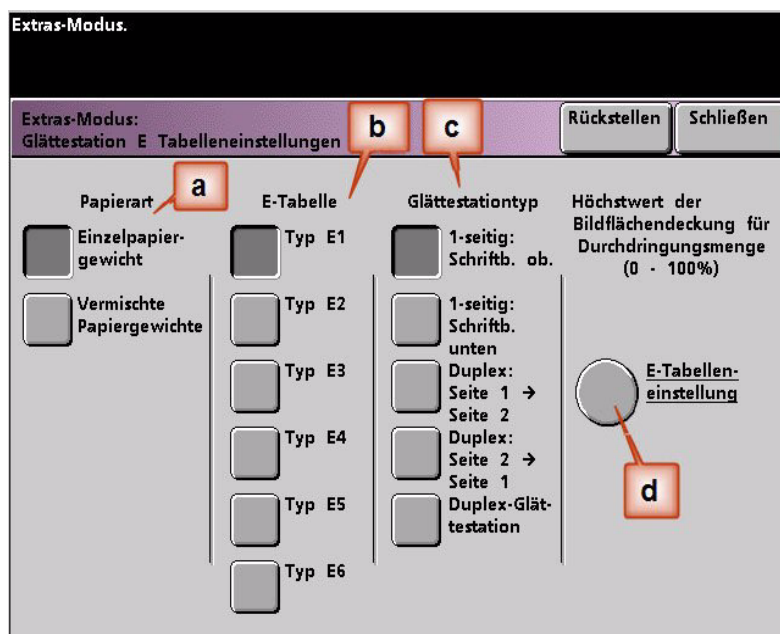 Extras-Modus.
Extras-Modus:
Glättestation E Tabelleneinstellungen
Rückstellen
Schließen
a
b
c
Papierart
Einzelpapier-
gewicht
Vermischte
Papiergewichte
E-Tabelle
Typ E1
Typ E2
Typ E3
Typ E4
Typ E5
Typ E6
Glättestationtyp
1-seitig:
Schriftb. ob.
1-seitig:
Schriftb.
unten
Duplex:
Seite 1 →
Seite 2
Duplex:
Seite 2 →
Seite 1
Duplex-Glät-
testation
Höchstwert der
Bildflächendeckung für
Durchdringungsmenge
(0 - 100%)
E-Tabellen-
einstellung
d